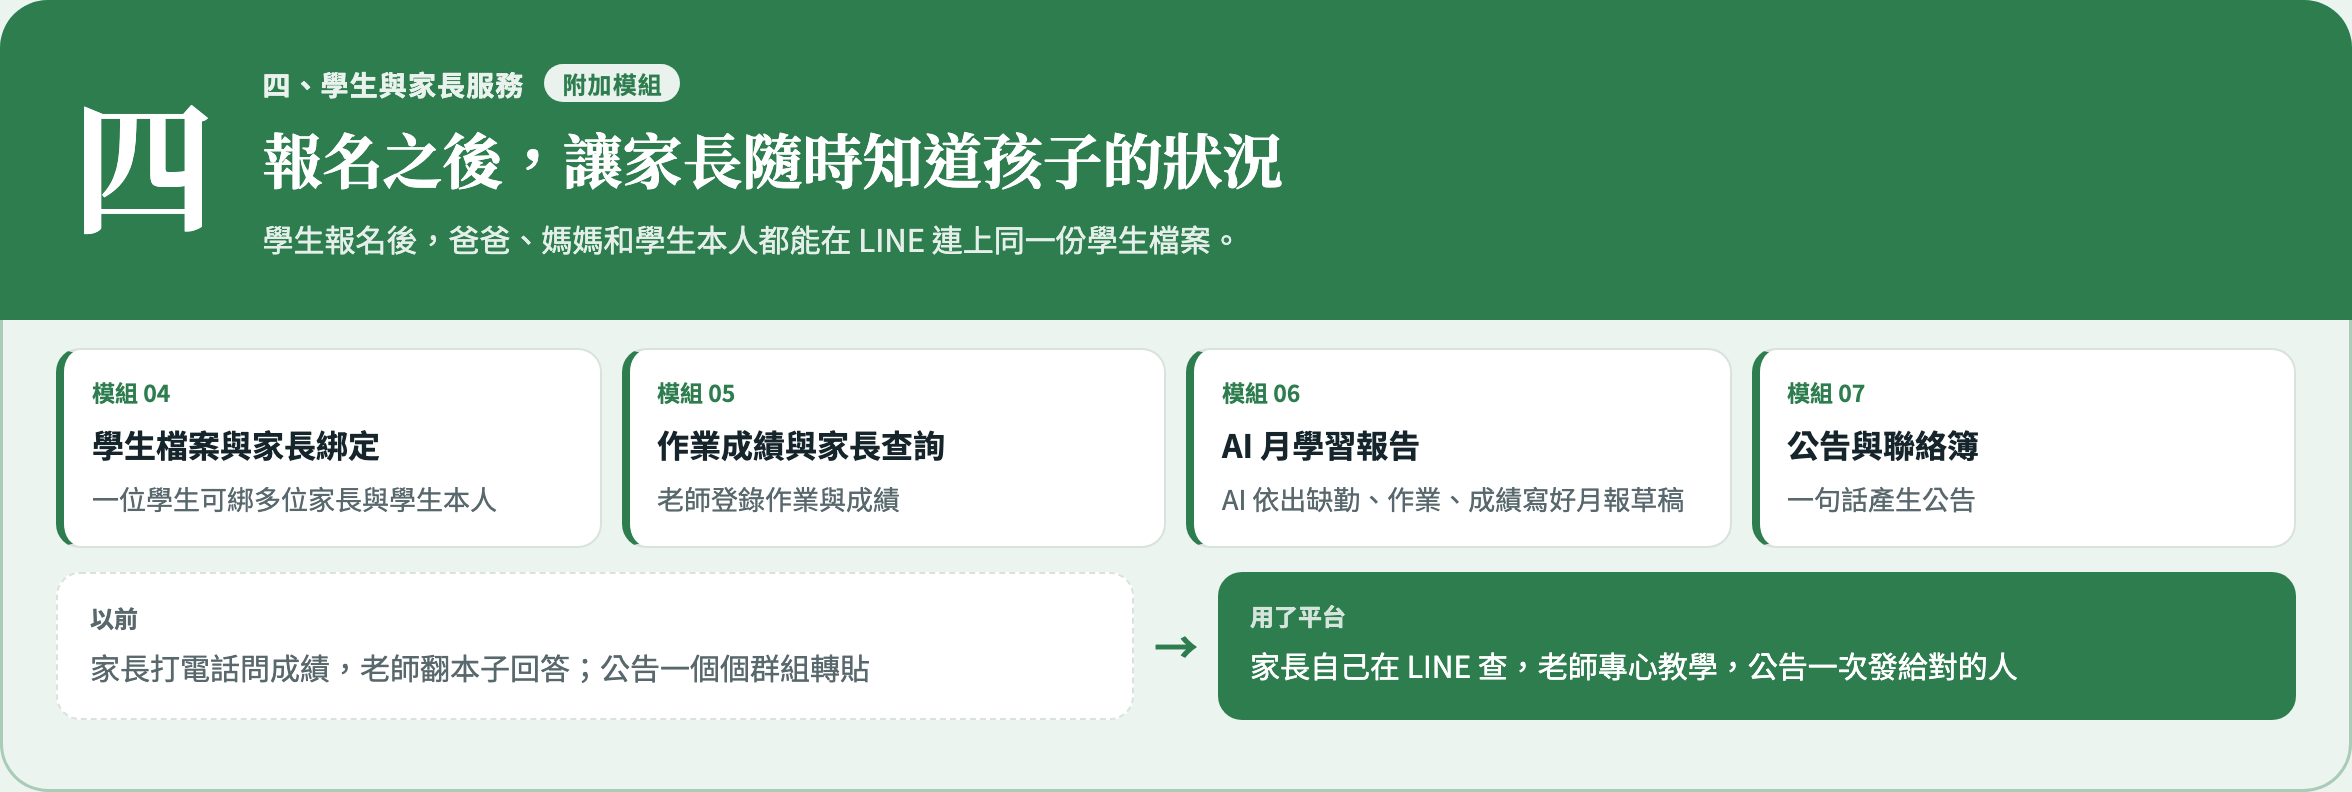 四
四、學生與家長服務 附加模組
報名之後，讓家長隨時知道孩子的狀況
學生報名後，爸爸、媽媽和學生本人都能在 LINE 連上同一份學生檔案。
模組 04
學生檔案與家長綁定
一位學生可綁多位家長與學生本人
模組 05
作業成績與家長查詢
老師登錄作業與成績
模組 06
AI 月學習報告
AI 依出缺勤、作業、成績寫好月報草稿
模組 07
公告與聯絡簿
一句話產生公告
以前
家長打電話問成績，老師翻本子回答；公告一個個群組轉貼
→
用了平台
家長自己在 LINE 查，老師專心教學，公告一次發給對的人